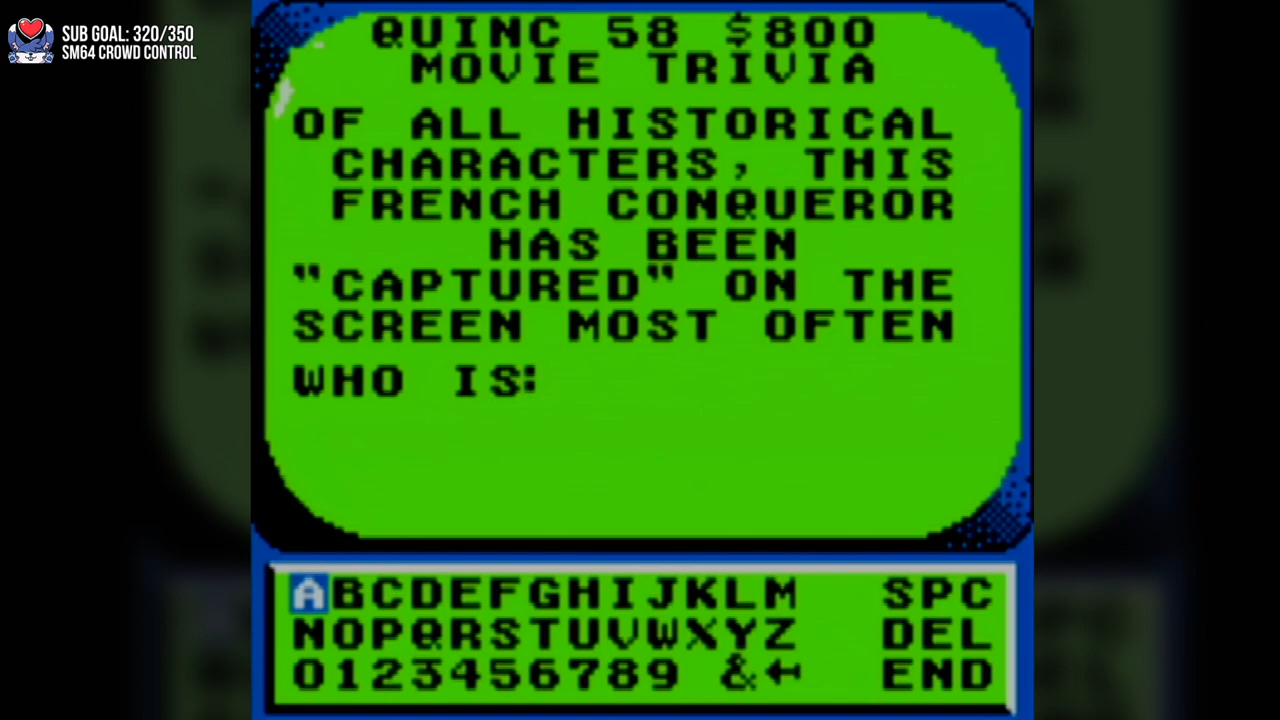 SUB GOAL: 320/350
SM64 CROWD CONTROL
QUINC 58 $800
MOVIE TRIVIA
OF ALL HISTORICAL
CHARACTERS, THIS
FRENCH CONQUEROR
HAS BEEN
"CAPTURED" ON THE
SCREEN MOST OFTEN
WHO IS:
ABCDEFGHIJKLM SPC
NOPQRSTUVWXYZ DEL
0123456789 &← END